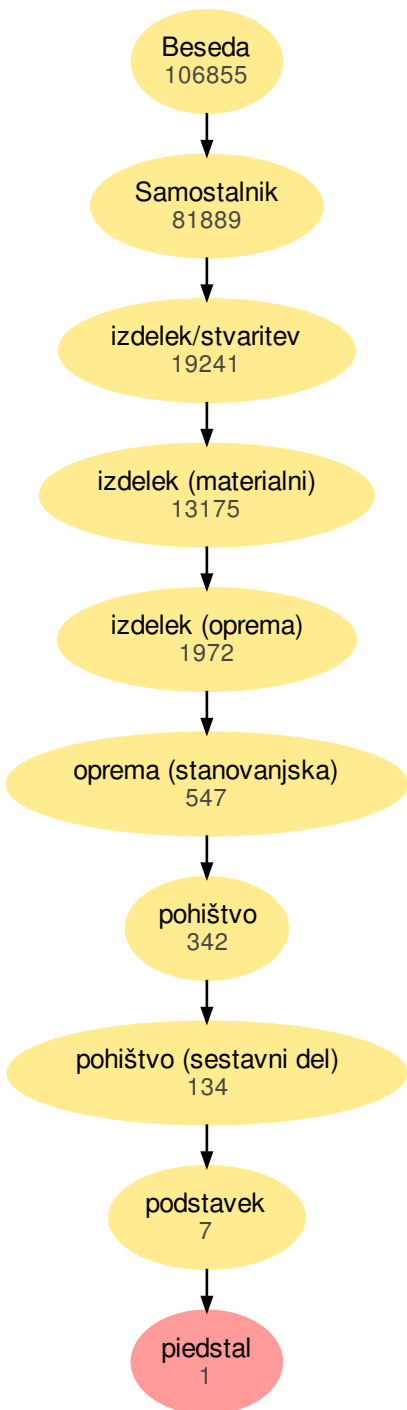 Beseda
106855
Samostalnik
81889
izdelek/stvaritev
19241
izdelek (materialni)
13175
izdelek (oprema)
1972
oprema (stanovanjska)
547
pohištvo
342
pohištvo (sestavni del)
134
podstavek
7
piedstal
1